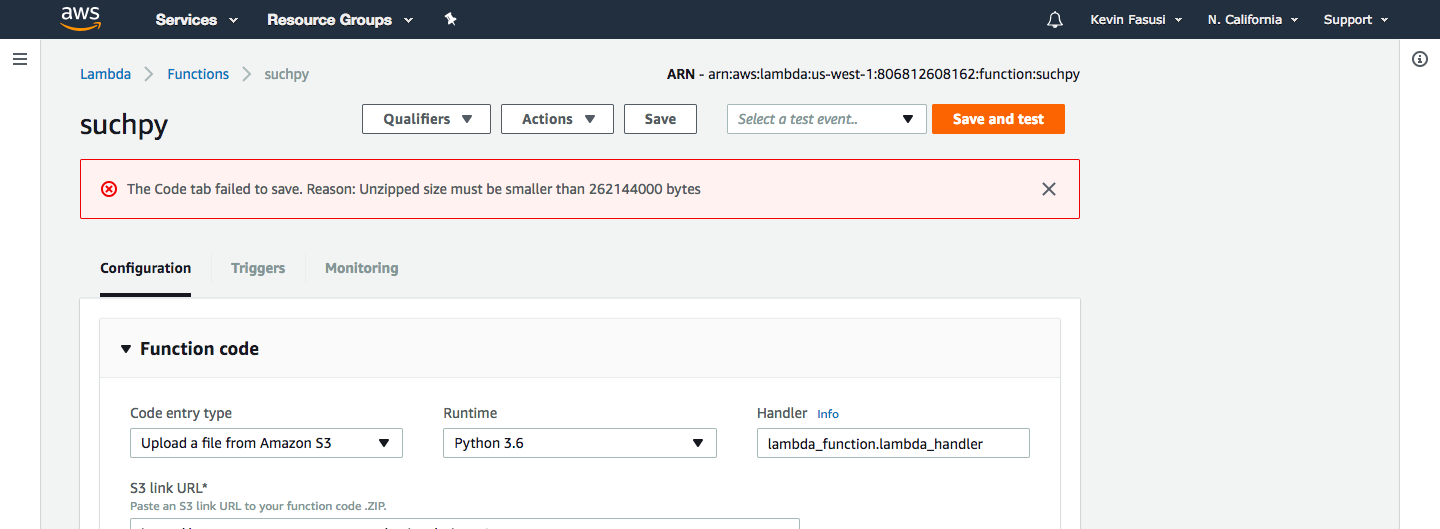 aws Services Resource Groups Kevin Fasusi N. California Support
Lambda Functions suchpy ARN - arn:aws:lambda:us-west-1:806812608162:function:suchpy
suchpy Qualifiers Actions Save Select a test event.. Save and test
The Code tab failed to save. Reason: Unzipped size must be smaller than 262144000 bytes
Configuration Triggers Monitoring
Function code
Code entry type Runtime Handler Info
Upload a file from Amazon S3 Python 3.6 lambda_function.lambda_handler
S3 link URL*
Paste an S3 link URL to your function code .ZIP.